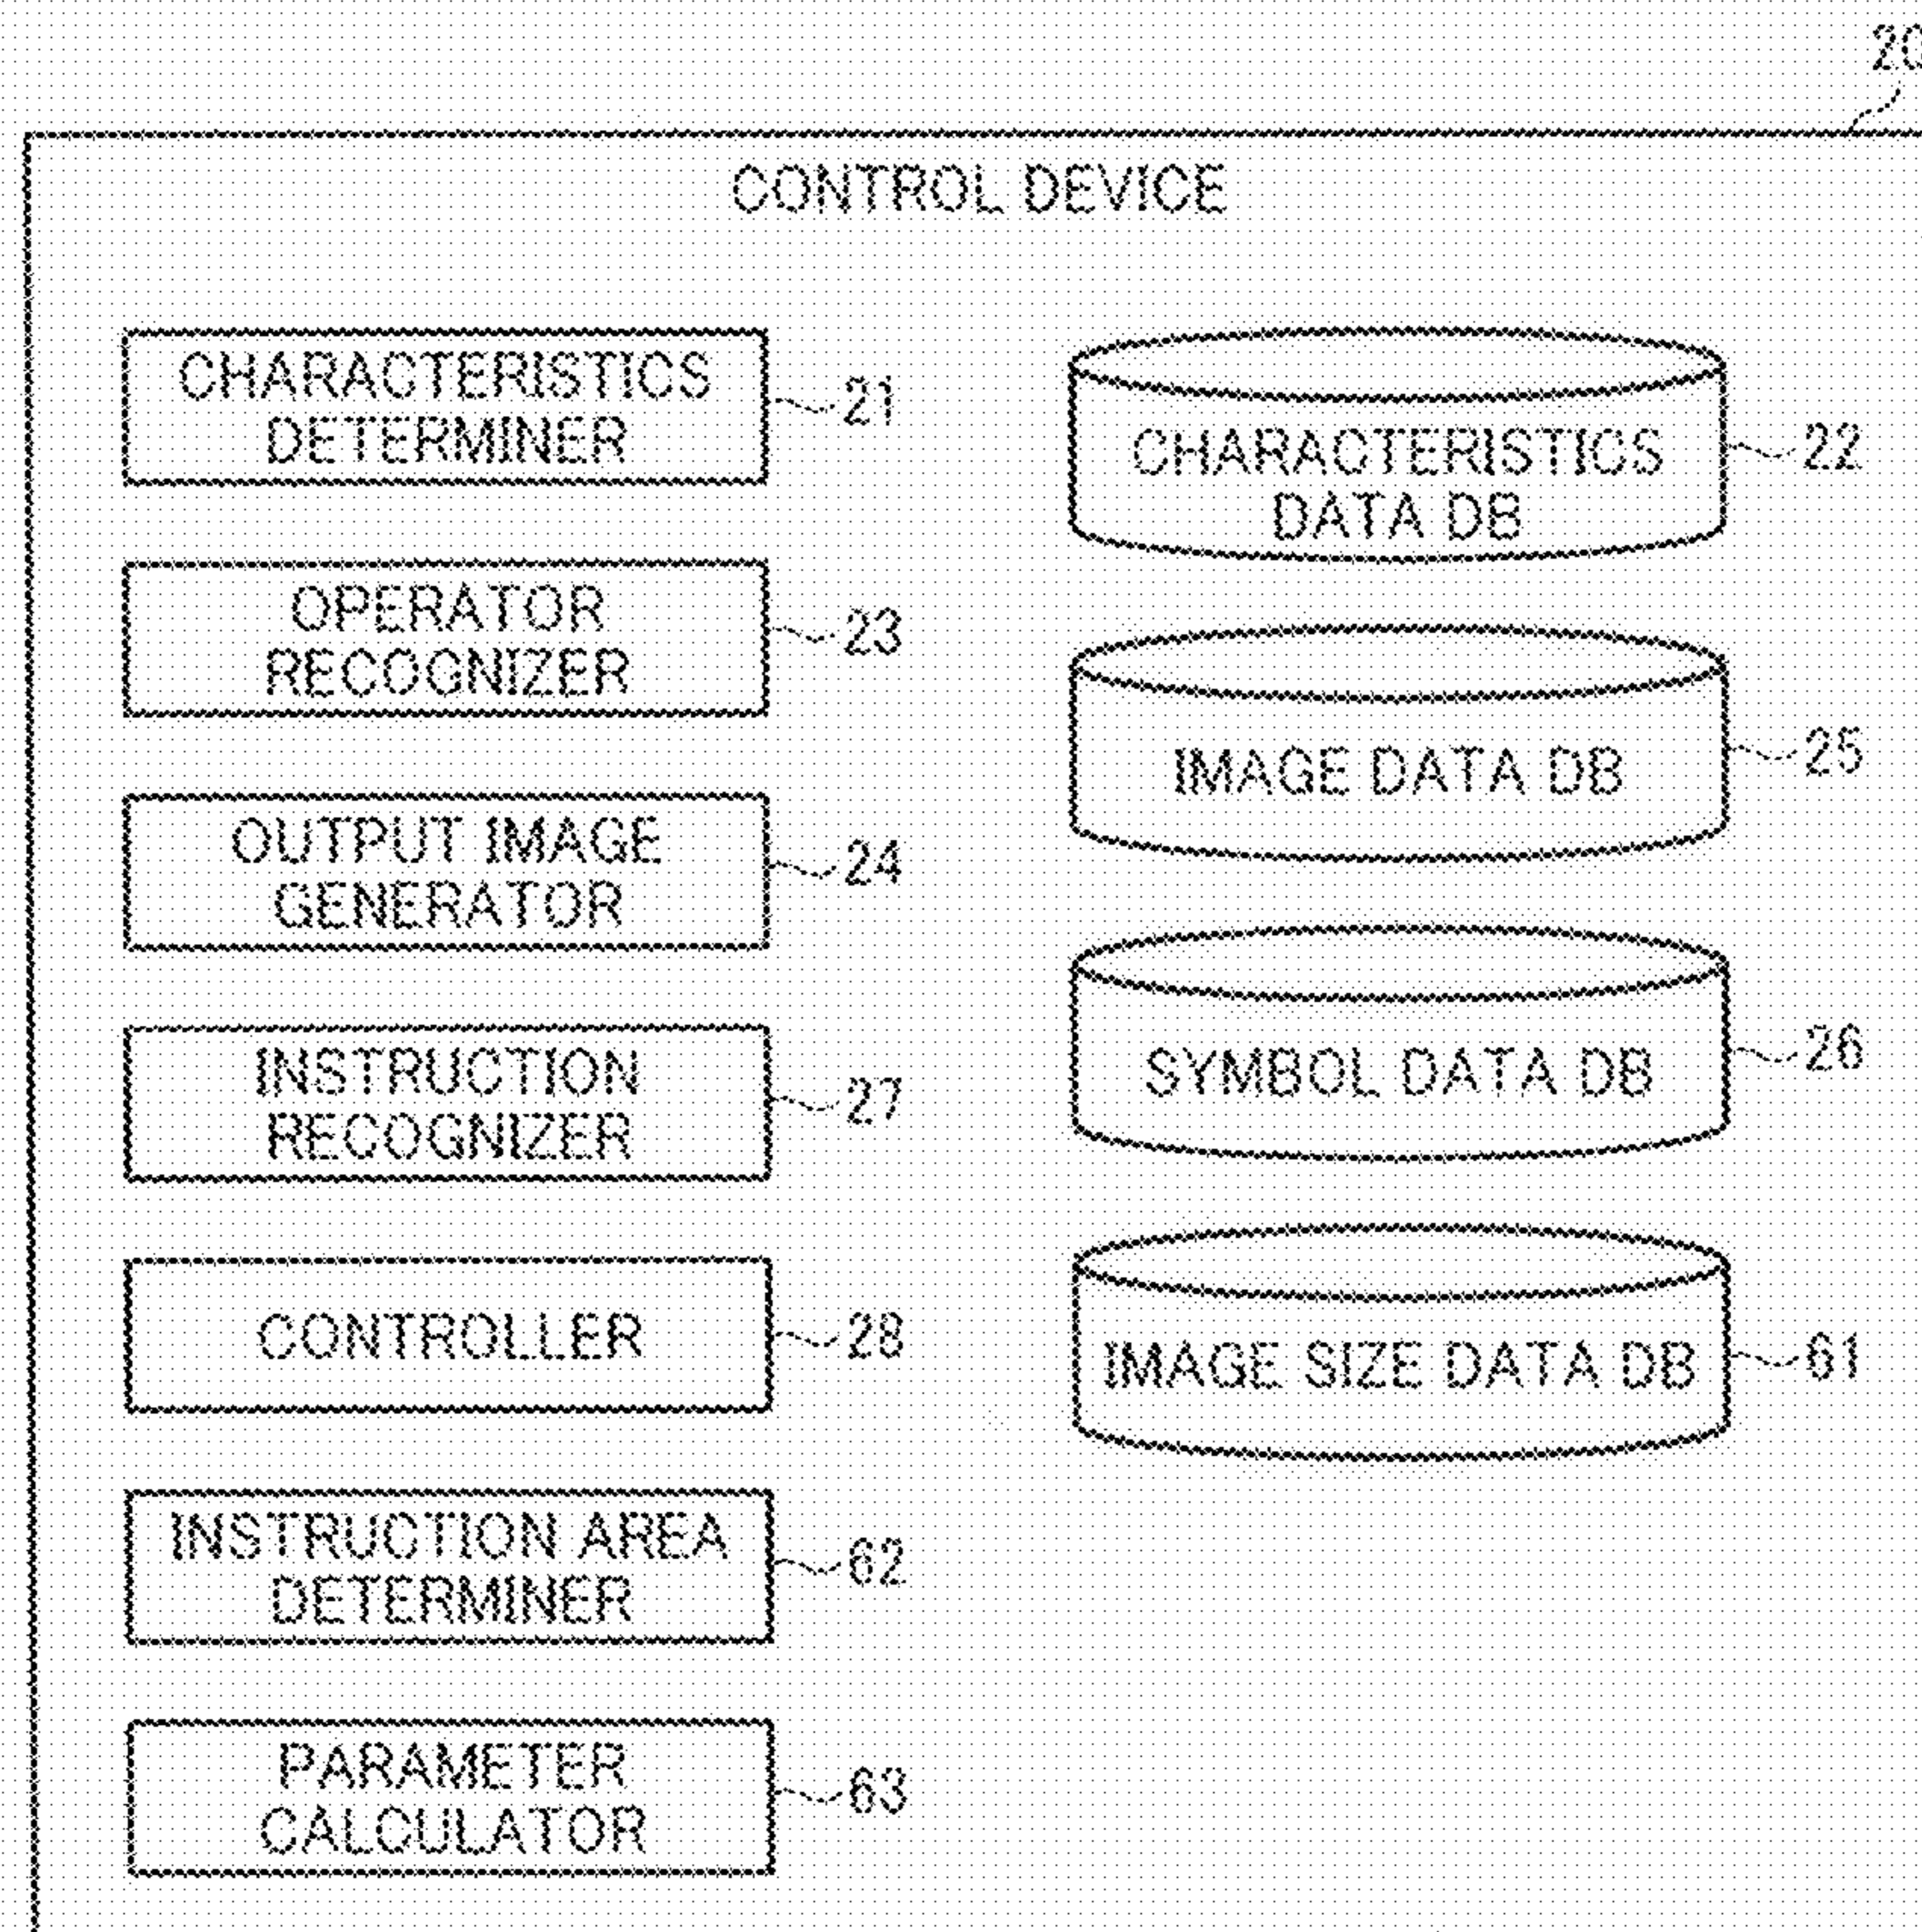 20
CONTROL DEVICE
CHARACTERISTICS
DETERMINER
21
OPERATOR
RECOGNIZER
23
OUTPUT IMAGE
GENERATOR
24
INSTRUCTION
RECOGNIZER
27
CONTROLLER
28
INSTRUCTION AREA
DETERMINER
62
PARAMETER
CALCULATOR
63
CHARACTERISTICS
DATA DB
22
IMAGE DATA DB
25
SYMBOL DATA DB
26
IMAGE SIZE DATA DB
61